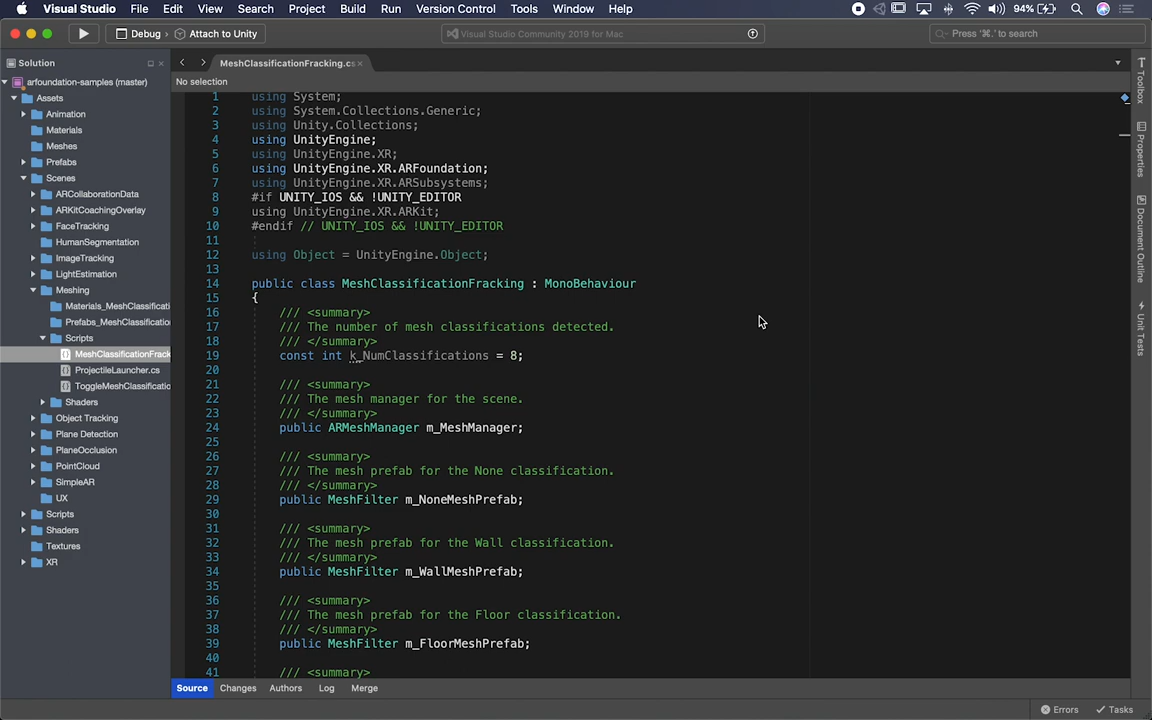 Visual Studio File Edit View Search Project Build Run Version Control Tools Window Help 94%
Debug › Attach to Unity Visual Studio Community 2019 for Mac Press '⌘.' to search
Solution
MeshClassificationFracking.cs
No selection
arfoundation-samples (master)
Assets
Animation
Materials
Meshes
Prefabs
Scenes
ARCollaborationData
ARKitCoachingOverlay
FaceTracking
HumanSegmentation
ImageTracking
LightEstimation
Meshing
Materials_MeshClassificati
Prefabs_MeshClassificatio
Scripts
MeshClassificationFrack
ProjectileLauncher.cs
ToggleMeshClassificatio
Shaders
Object Tracking
Plane Detection
PlaneOcclusion
PointCloud
SimpleAR
UX
Scripts
Shaders
Textures
XR
1 using System;
2 using System.Collections.Generic;
3 using Unity.Collections;
4 using UnityEngine;
5 using UnityEngine.XR;
6 using UnityEngine.XR.ARFoundation;
7 using UnityEngine.XR.ARSubsystems;
8 #if UNITY_IOS && !UNITY_EDITOR
9 using UnityEngine.XR.ARKit;
10 #endif // UNITY_IOS && !UNITY_EDITOR
11
12 using Object = UnityEngine.Object;
13
14 public class MeshClassificationFracking : MonoBehaviour
15 {
16 /// <summary>
17 /// The number of mesh classifications detected.
18 /// </summary>
19 const int k_NumClassifications = 8;
20
21 /// <summary>
22 /// The mesh manager for the scene.
23 /// </summary>
24 public ARMeshManager m_MeshManager;
25
26 /// <summary>
27 /// The mesh prefab for the None classification.
28 /// </summary>
29 public MeshFilter m_NoneMeshPrefab;
30
31 /// <summary>
32 /// The mesh prefab for the Wall classification.
33 /// </summary>
34 public MeshFilter m_WallMeshPrefab;
35
36 /// <summary>
37 /// The mesh prefab for the Floor classification.
38 /// </summary>
39 public MeshFilter m_FloorMeshPrefab;
40
41 /// <summary>
Source Changes Authors Log Merge
Toolbox
Properties
Document Outline
Unit Tests
Errors Tasks